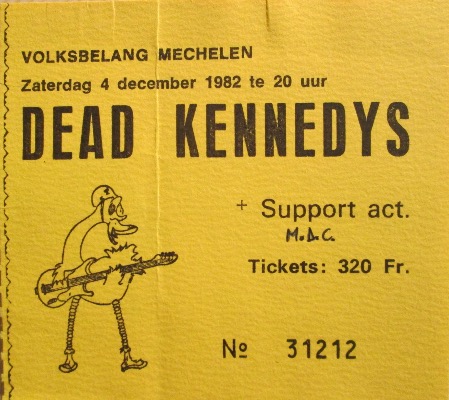 VOLKSBELANG MECHELEN
Zaterdag 4 december 1982 te 20 uur
DEAD KENNEDYS
+ Support act.
M.D.C.
Tickets: 320 Fr.
No 31212